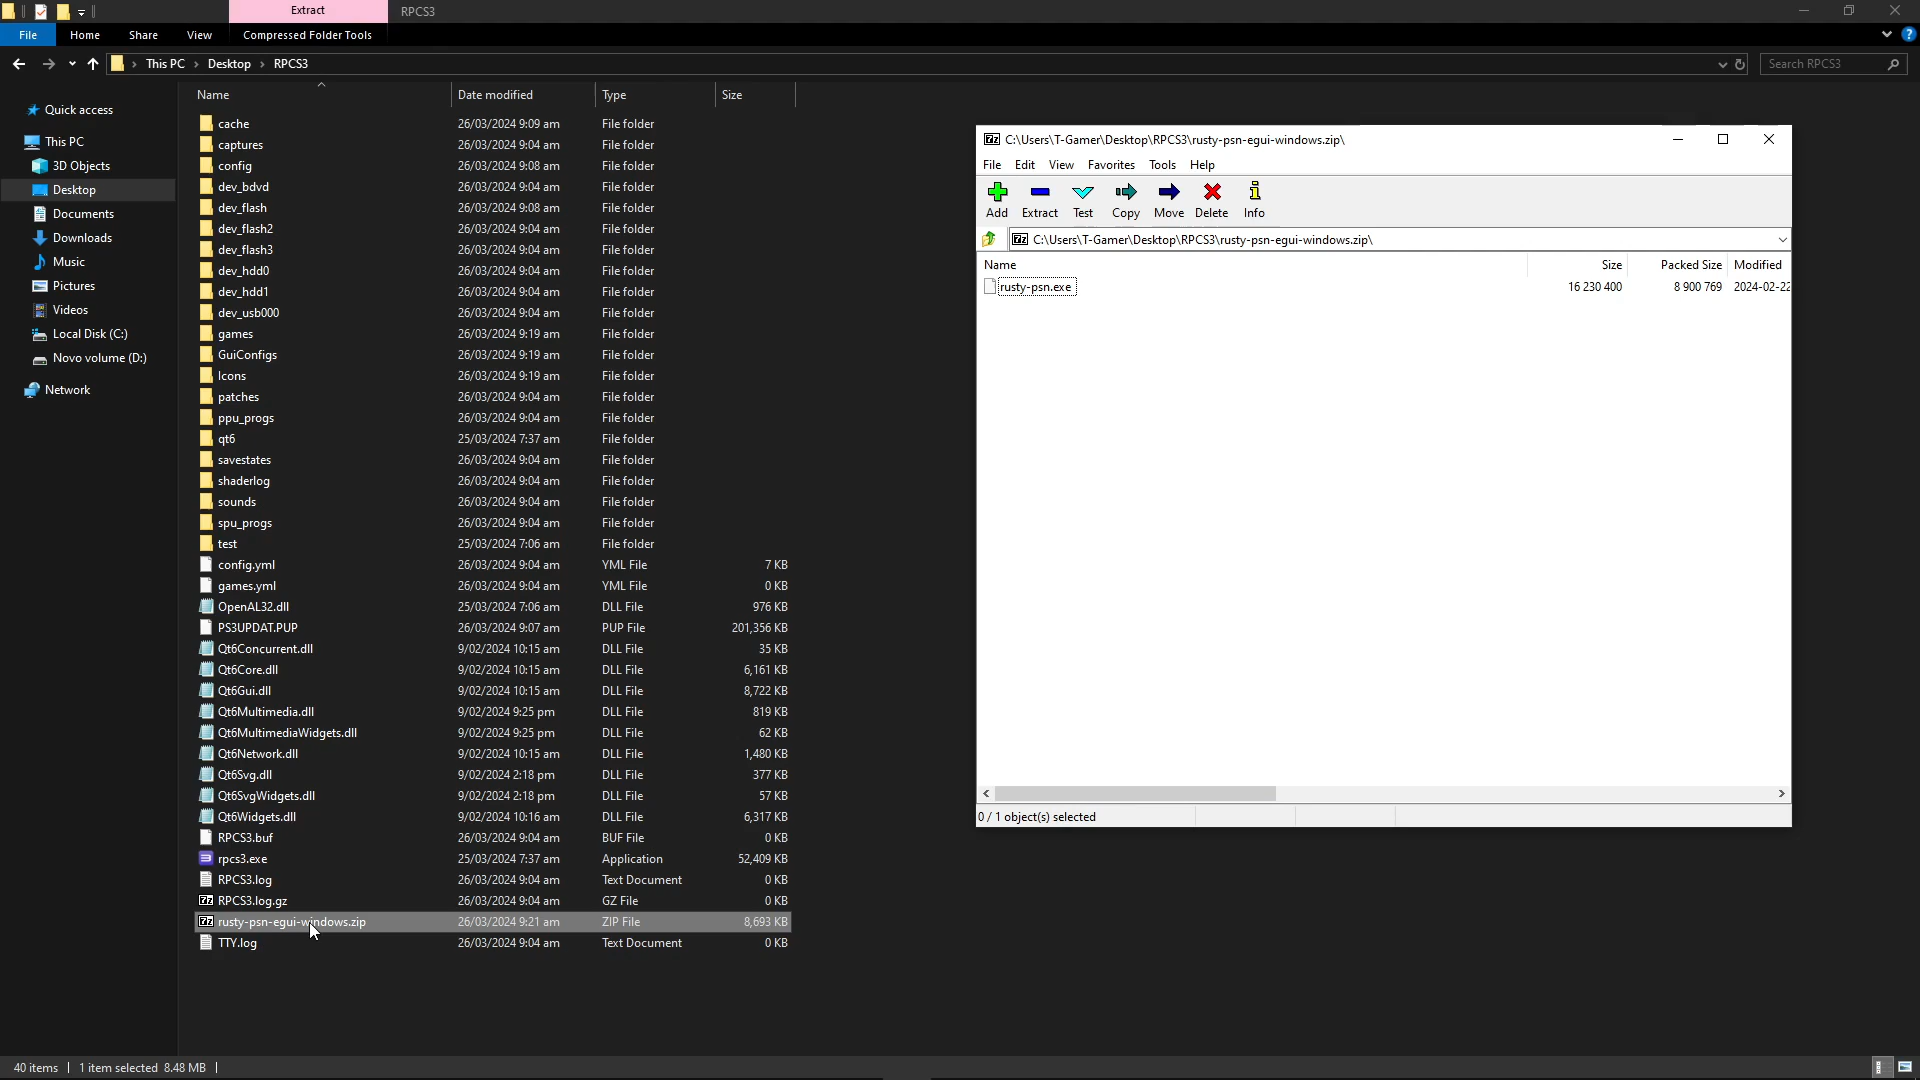 Extract RPCS3
File Home Share View Compressed Folder Tools
This PC Desktop RPCS3 Search RPCS3
Quick access
This PC
3D Objects
Desktop
Documents
Downloads
Music
Pictures
Videos
Local Disk (C:)
Novo volume (D:)
Network
Name Date modified Type Size
cache 26/03/2024 9:09 am File folder
captures 26/03/2024 9:04 am File folder
config 26/03/2024 9:08 am File folder
dev_bdvd 26/03/2024 9:04 am File folder
dev_flash 26/03/2024 9:08 am File folder
dev_flash2 26/03/2024 9:04 am File folder
dev_flash3 26/03/2024 9:04 am File folder
dev_hdd0 26/03/2024 9:04 am File folder
dev_hdd1 26/03/2024 9:04 am File folder
dev_usb000 26/03/2024 9:04 am File folder
games 26/03/2024 9:19 am File folder
GuiConfigs 26/03/2024 9:19 am File folder
Icons 26/03/2024 9:19 am File folder
patches 26/03/2024 9:04 am File folder
ppu_progs 26/03/2024 9:04 am File folder
qt6 25/03/2024 7:37 am File folder
savestates 26/03/2024 9:04 am File folder
shaderlog 26/03/2024 9:04 am File folder
sounds 26/03/2024 9:04 am File folder
spu_progs 26/03/2024 9:04 am File folder
test 25/03/2024 7:06 am File folder
config.yml 26/03/2024 9:04 am YML File 7 KB
games.yml 26/03/2024 9:04 am YML File 0 KB
OpenAL32.dll 25/03/2024 7:06 am DLL File 976 KB
PS3UPDAT.PUP 26/03/2024 9:07 am PUP File 201,356 KB
Qt6Concurrent.dll 9/02/2024 10:15 am DLL File 35 KB
Qt6Core.dll 9/02/2024 10:15 am DLL File 6,161 KB
Qt6Gui.dll 9/02/2024 10:15 am DLL File 8,722 KB
Qt6Multimedia.dll 9/02/2024 9:25 pm DLL File 819 KB
Qt6MultimediaWidgets.dll 9/02/2024 9:25 pm DLL File 62 KB
Qt6Network.dll 9/02/2024 10:15 am DLL File 1,480 KB
Qt6Svg.dll 9/02/2024 2:18 pm DLL File 377 KB
Qt6SvgWidgets.dll 9/02/2024 2:18 pm DLL File 57 KB
Qt6Widgets.dll 9/02/2024 10:16 am DLL File 6,317 KB
RPCS3.buf 26/03/2024 9:04 am BUF File 0 KB
rpcs3.exe 25/03/2024 7:37 am Application 52,409 KB
RPCS3.log 26/03/2024 9:04 am Text Document 0 KB
RPCS3.log.gz 26/03/2024 9:04 am GZ File 0 KB
rusty-psn-egui-windows.zip 26/03/2024 9:21 am ZIP File 8,693 KB
TTY.log 26/03/2024 9:04 am Text Document 0 KB
40 items 1 item selected 8.48 MB
C:\Users\T-Gamer\Desktop\RPCS3\rusty-psn-egui-windows.zip\
File Edit View Favorites Tools Help
Add Extract Test Copy Move Delete Info
C:\Users\T-Gamer\Desktop\RPCS3\rusty-psn-egui-windows.zip\
Name Size Packed Size Modified
rusty-psn.exe 16 230 400 8 900 769 2024-02-22
0 / 1 object(s) selected